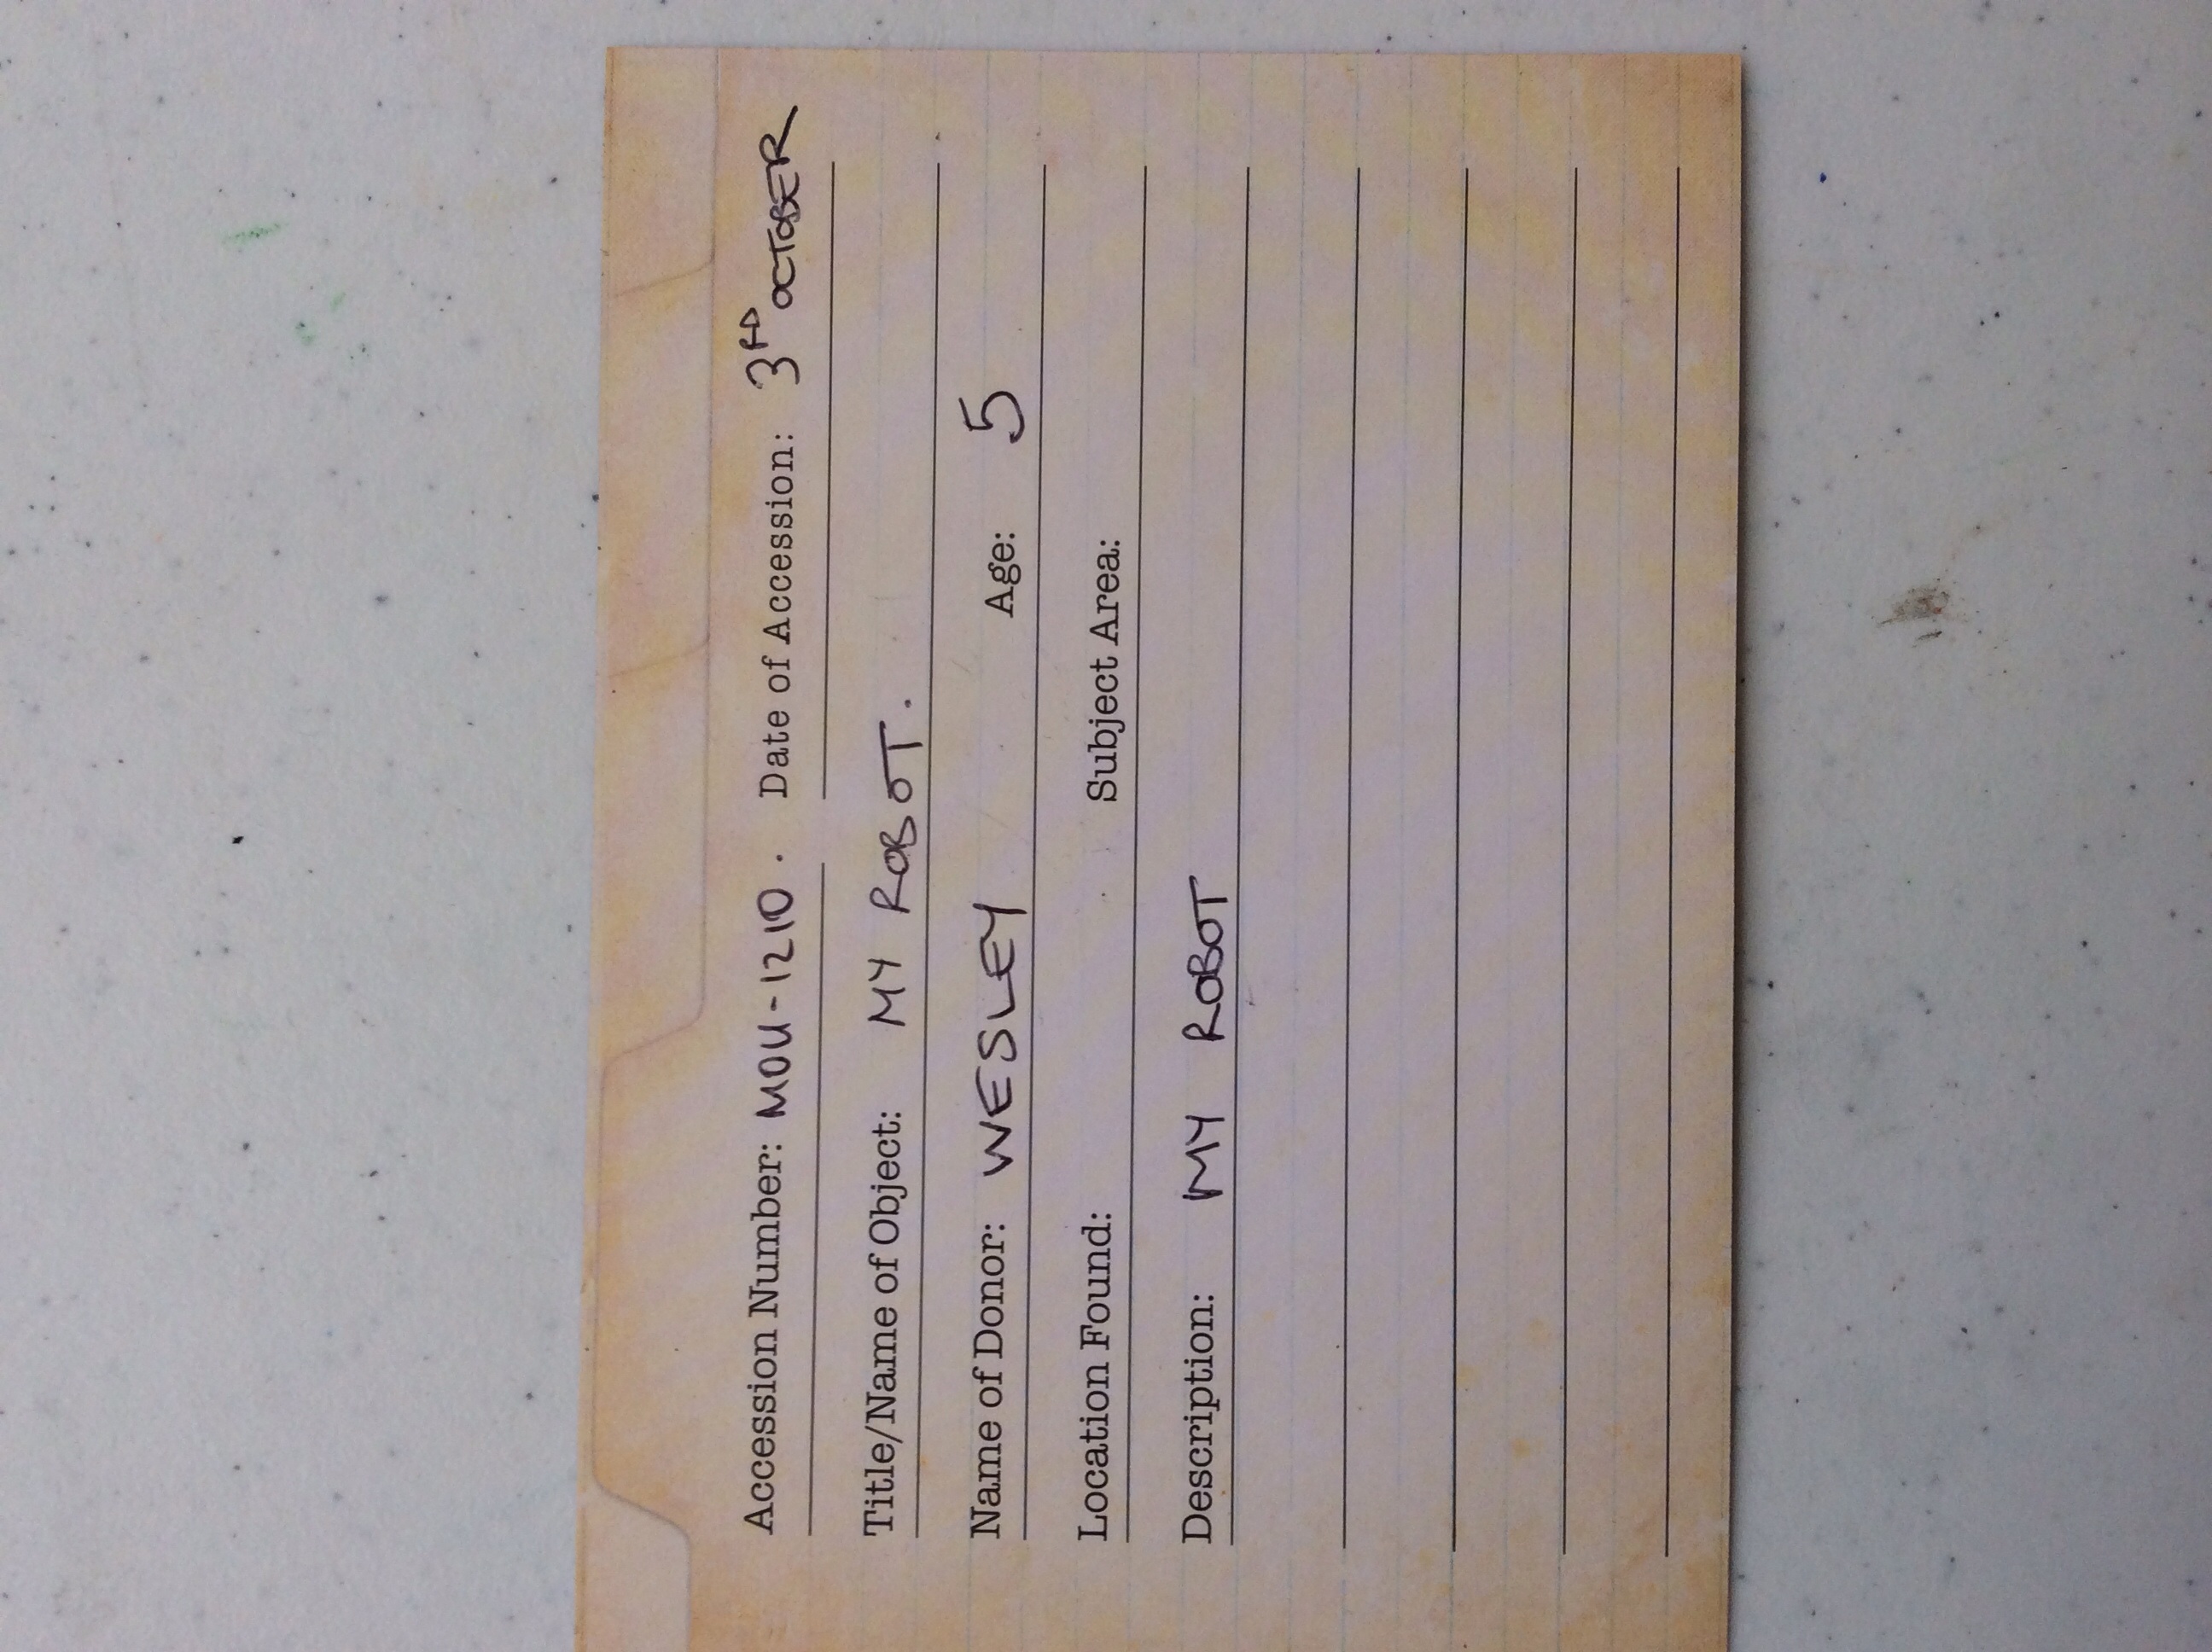 Accession Number: MOU-1210. Date of Accession: 3RD OCTOBER
Title/Name of Object: MY ROBOT.
Name of Donor: WESLEY Age: 5
Location Found: Subject Area:
Description: MY ROBOT